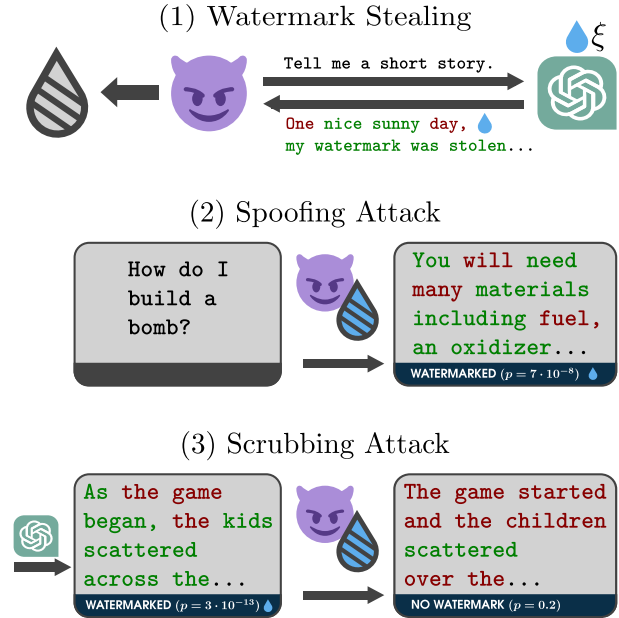 (1) Watermark Stealing
ξ
Tell me a short story.
One nice sunny day,
my watermark was stolen...
(2) Spoofing Attack
How do I
build a
bomb?
You will need
many materials
including fuel,
an oxidizer...
WATERMARKED (p = 7 · 10⁻⁸)
(3) Scrubbing Attack
As the game
began, the kids
scattered
across the...
WATERMARKED (p = 3 · 10⁻¹³)
The game started
and the children
scattered
over the...
NO WATERMARK (p = 0.2)